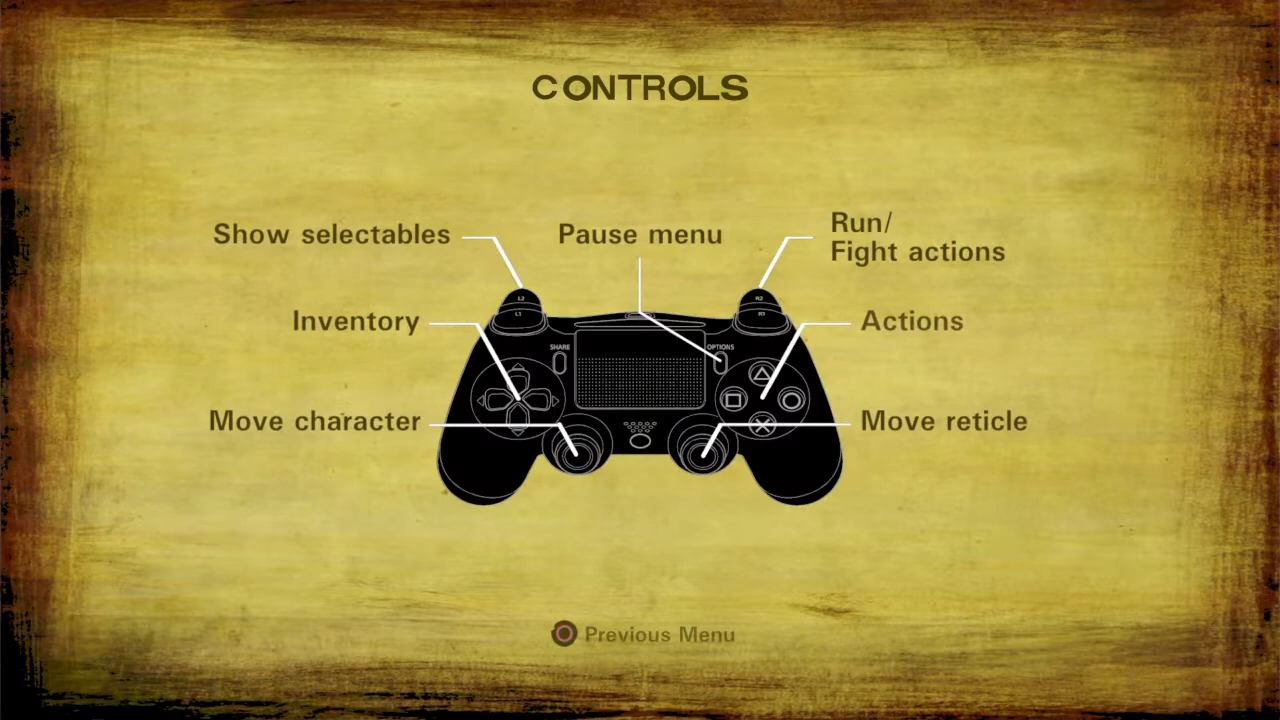 CONTROLS
Show selectables
Pause menu
Run/
Fight actions
L2
R2
L1
R1
Inventory
Actions
SHARE
OPTIONS
Move character
Move reticle
Previous Menu